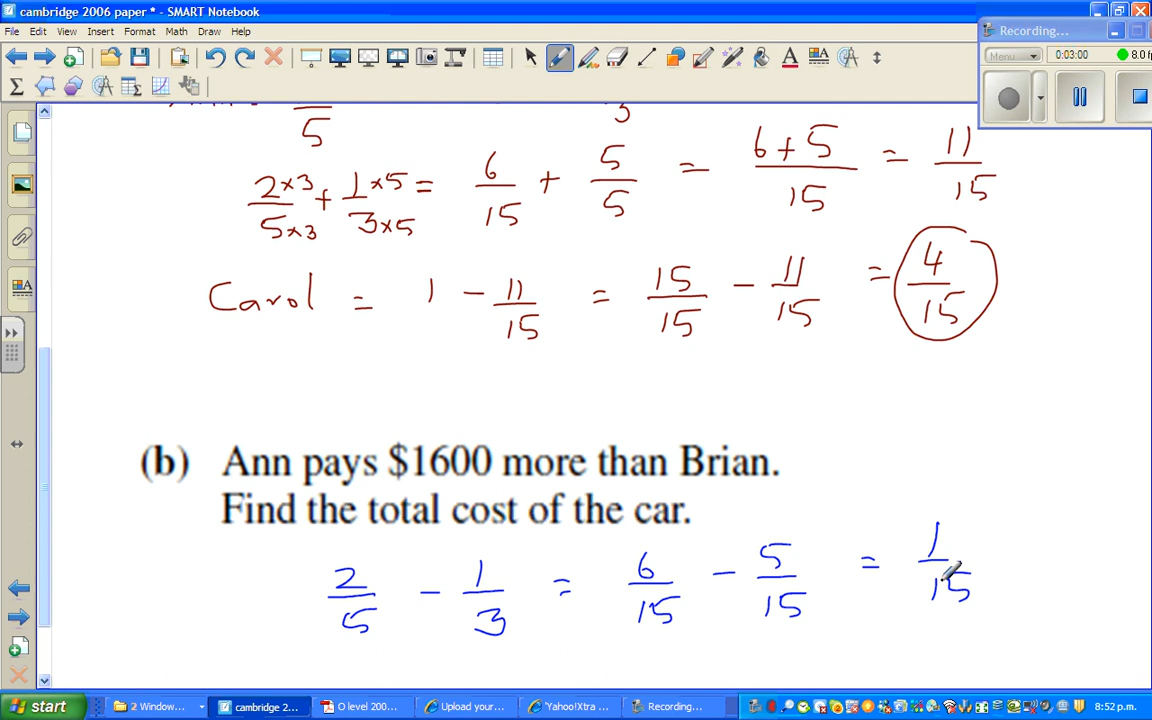 cambridge 2006 paper * - SMART Notebook
File Edit View Insert Format Math Draw Help
Recording...
Menu 0:03:00 8.0 f
5 3
2×3/5×3 + 1×5/3×5 = 6/15 + 5/5 = 6+5/15 = 11/15
Carol = 1 - 11/15 = 15/15 - 11/15 = 4/15
(b) Ann pays $1600 more than Brian.
Find the total cost of the car.
2/5 - 1/3 = 6/15 - 5/15 = 1/15
start 2 Window... cambridge 2006... O level 200... Upload your... 'Yahoo!Xtra ... Recording... 8:52 p.m.